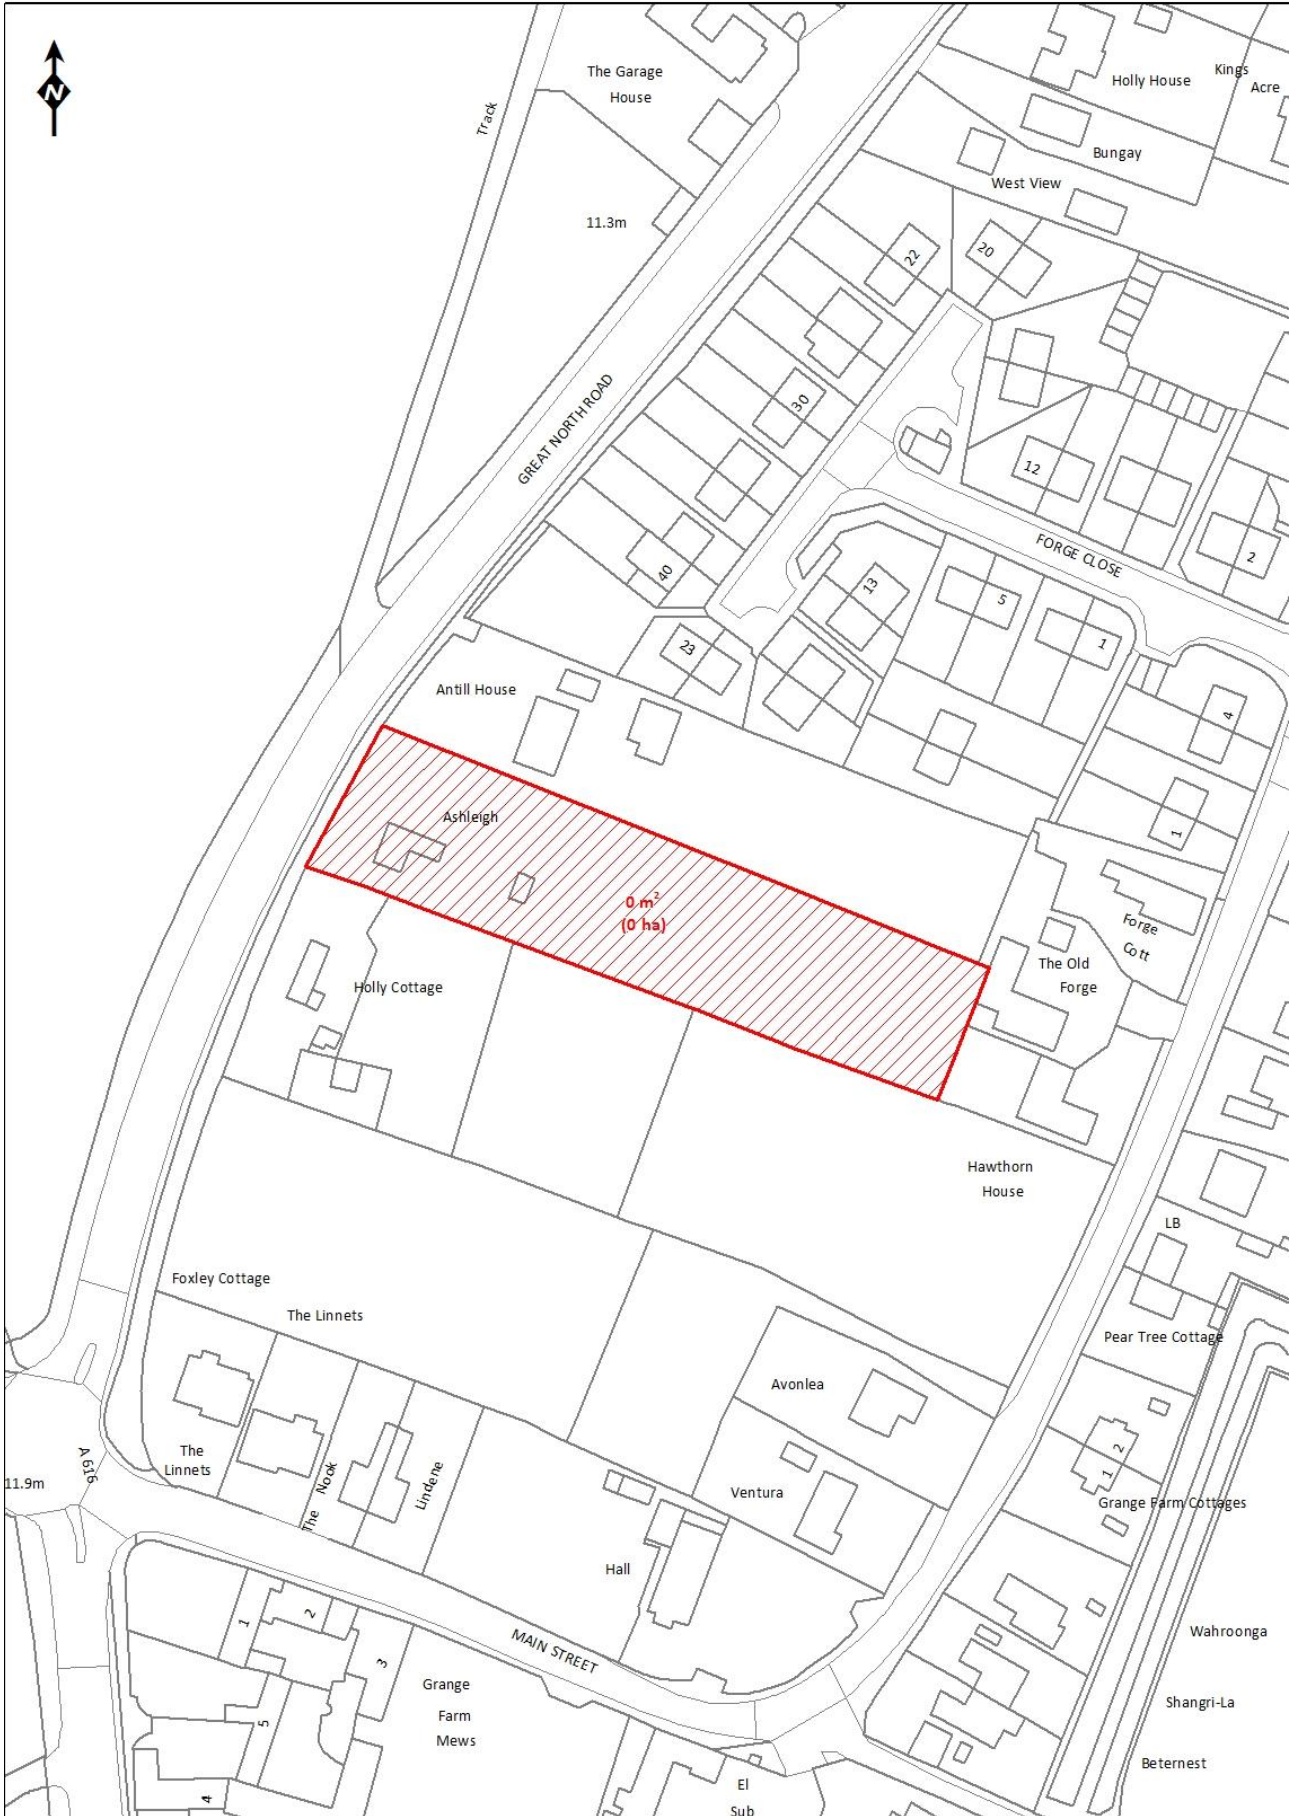 N
The Garage
House
Track
11.3m
Holly House
Kings
Acre
Bungay
West View
22
20
30
GREAT NORTH ROAD
12
2
FORGE CLOSE
40
13
5
1
23
4
1
Antill House
Ashleigh
0 m²
(0 ha)
Forge
Cott
The Old
Forge
Holly Cottage
Hawthorn
House
LB
Foxley Cottage
The Linnets
Pear Tree Cottage
Avonlea
The
Linnets
The Nook
Lindene
A 616
11.9m
Ventura
1 2
Grange Farm Cottages
Hall
1
2
3
MAIN STREET
Wahroonga
Grange
Farm
Mews
5
4
Shangri-La
Beternest
El
Sub